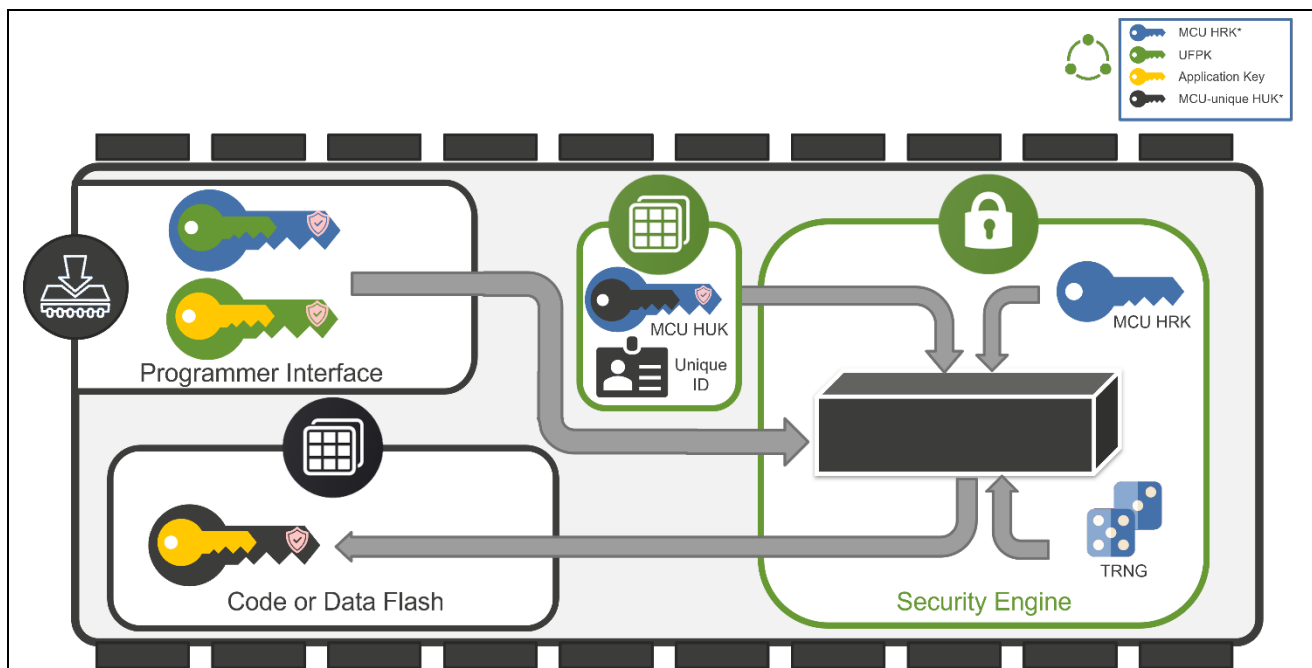 MCU HRK*
UFPK
Application Key
MCU-unique HUK*
Programmer Interface
MCU HUK
Unique
ID
MCU HRK
Code or Data Flash
TRNG
Security Engine